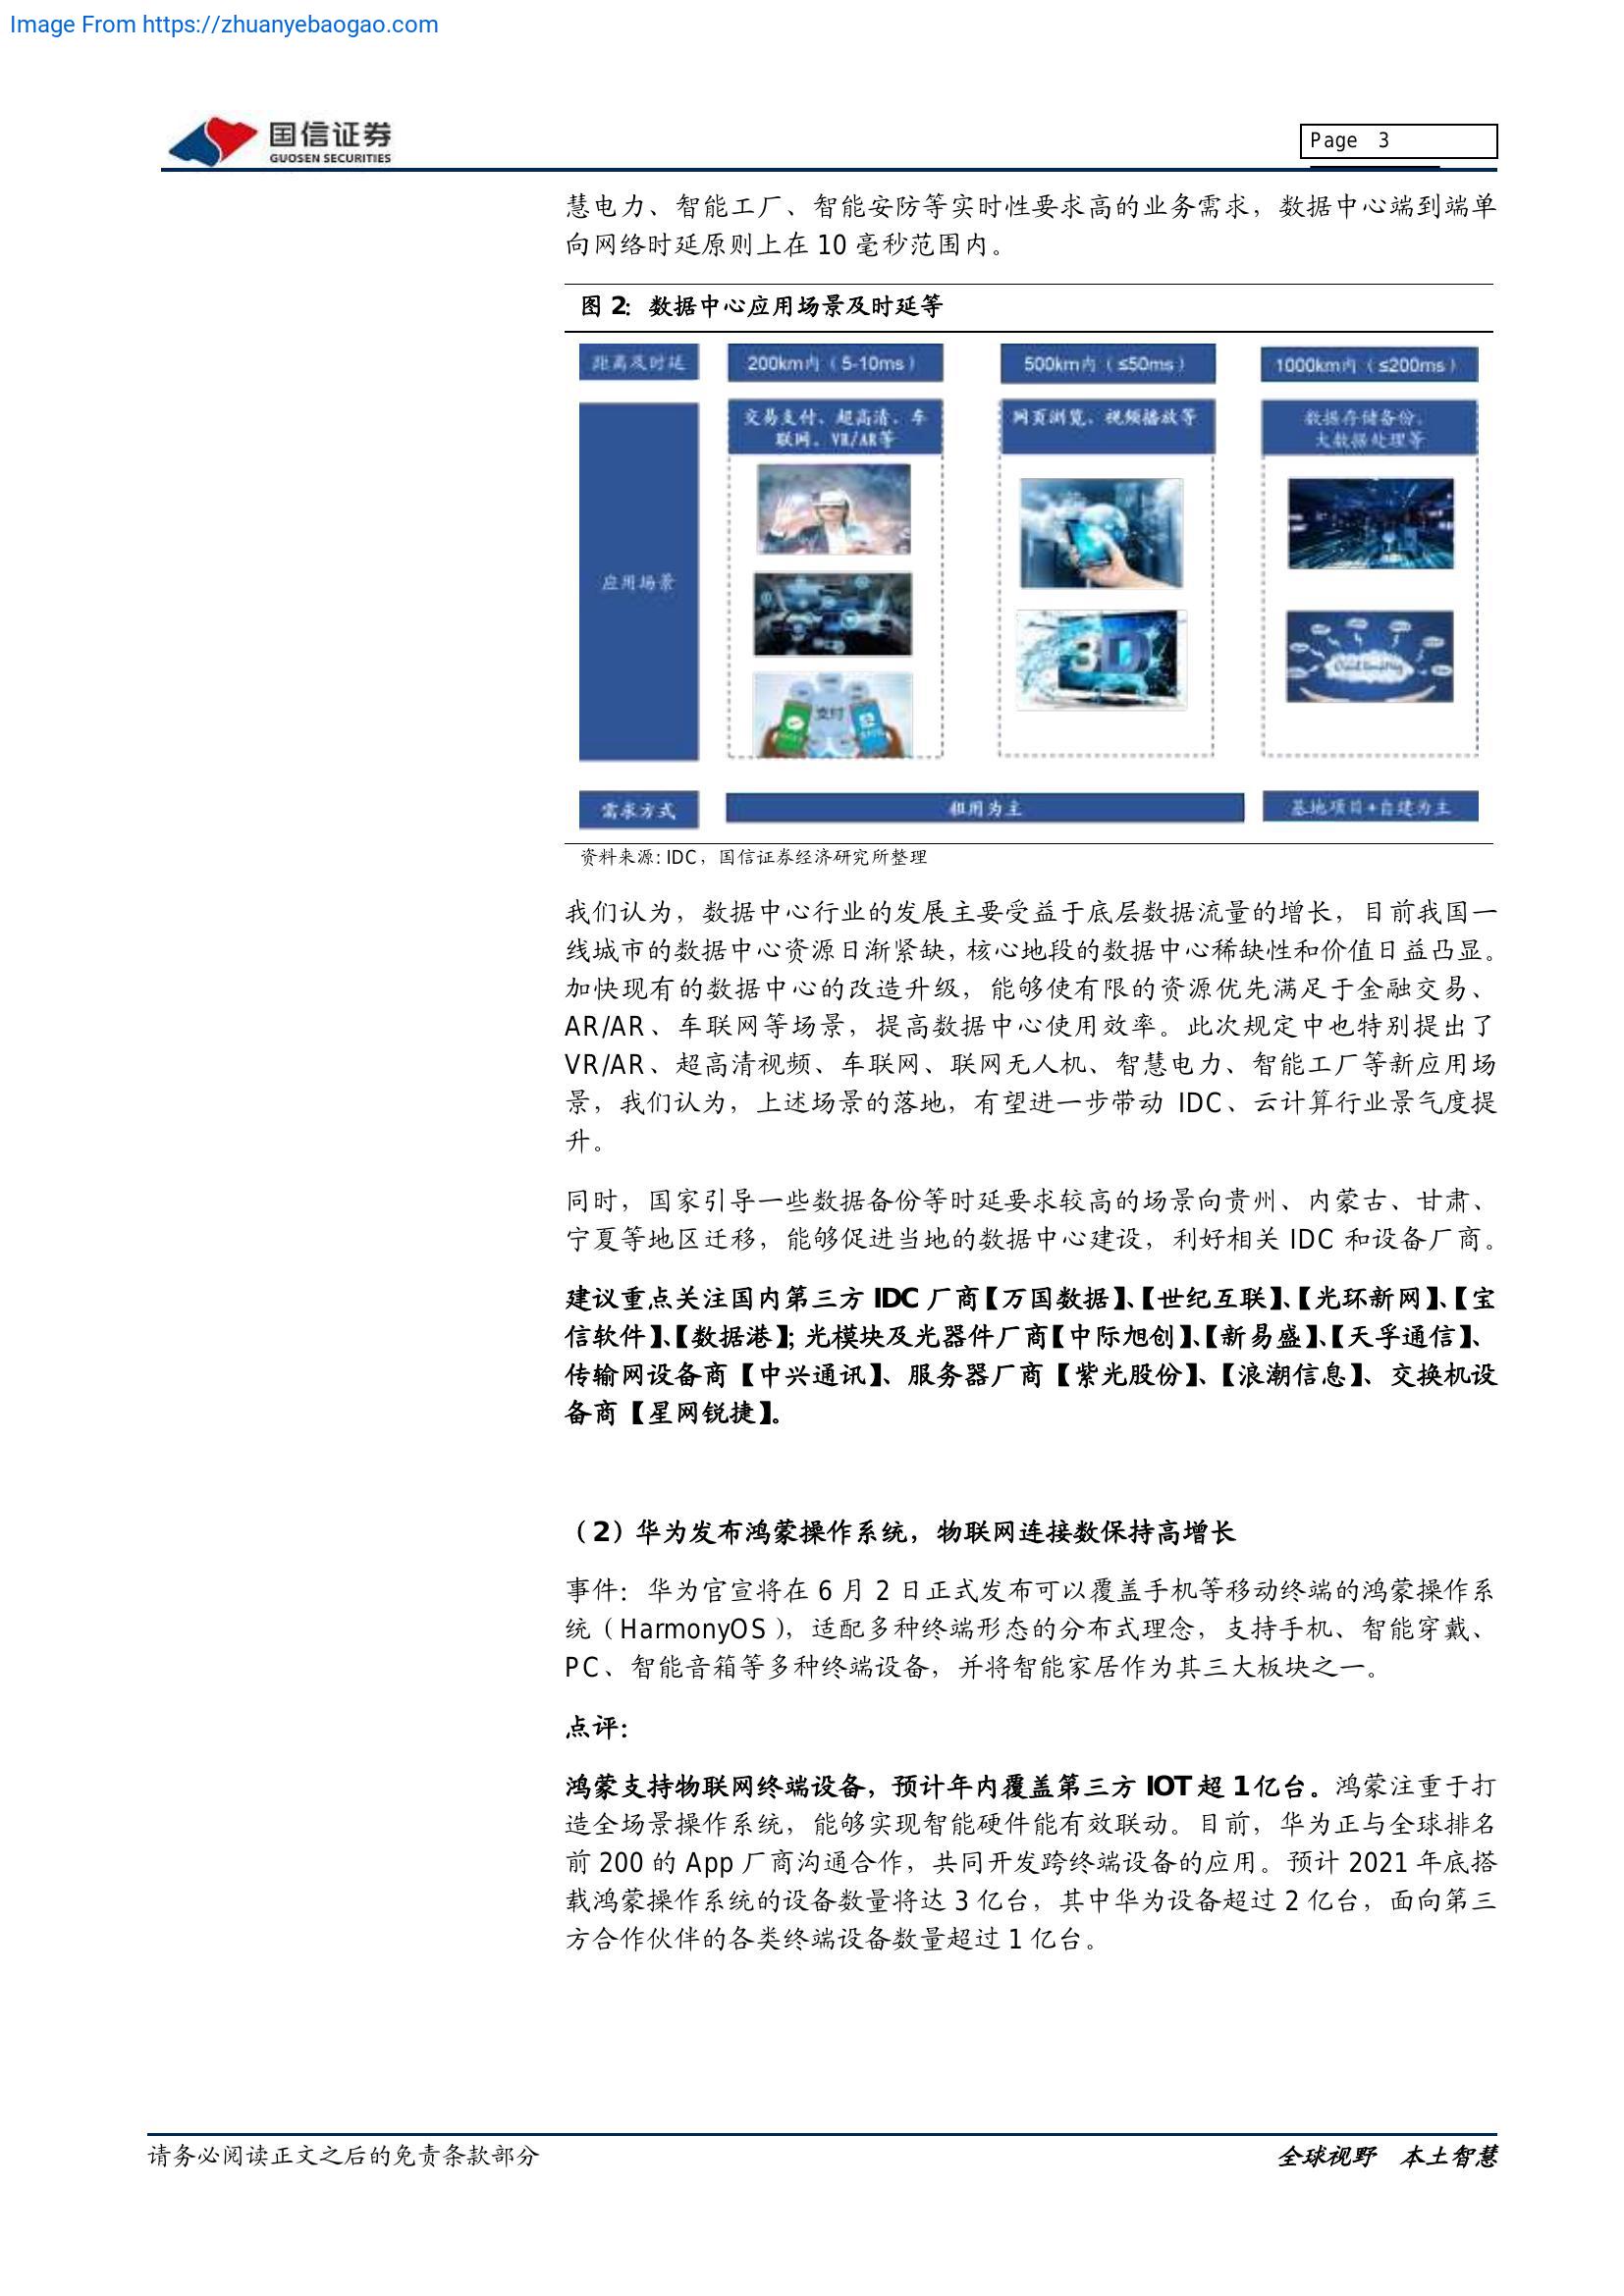 Image From https://zhuanyebaogao.com
国信证券
GUOSEN SECURITIES
Page 3
慧电力、智能工厂、智能安防等实时性要求高的业务需求，数据中心端到端单
向网络时延原则上在 10 毫秒范围内。
图 2：数据中心应用场景及时延等
距离及时延
200km内（5-10ms）
500km内（≤50ms）
1000km内（≤200ms）
交易支付、超高清、车
联网、VR/AR等
网页浏览、视频播放等
数据存储备份、
大数据处理等
应用场景
3D
支付
需求方式
租用为主
基地项目+自建为主
资料来源: IDC，国信证券经济研究所整理
我们认为，数据中心行业的发展主要受益于底层数据流量的增长，目前我国一
线城市的数据中心资源日渐紧缺，核心地段的数据中心稀缺性和价值日益凸显。
加快现有的数据中心的改造升级，能够使有限的资源优先满足于金融交易、
AR/AR、车联网等场景，提高数据中心使用效率。此次规定中也特别提出了
VR/AR、超高清视频、车联网、联网无人机、智慧电力、智能工厂等新应用场
景，我们认为，上述场景的落地，有望进一步带动 IDC、云计算行业景气度提
升。
同时，国家引导一些数据备份等时延要求较高的场景向贵州、内蒙古、甘肃、
宁夏等地区迁移，能够促进当地的数据中心建设，利好相关 IDC 和设备厂商。
建议重点关注国内第三方 IDC 厂商【万国数据】、【世纪互联】、【光环新网】、【宝
信软件】、【数据港】；光模块及光器件厂商【中际旭创】、【新易盛】、【天孚通信】、
传输网设备商【中兴通讯】、服务器厂商【紫光股份】、【浪潮信息】、交换机设
备商【星网锐捷】。
（2）华为发布鸿蒙操作系统，物联网连接数保持高增长
事件：华为官宣将在 6 月 2 日正式发布可以覆盖手机等移动终端的鸿蒙操作系
统（HarmonyOS），适配多种终端形态的分布式理念，支持手机、智能穿戴、
PC、智能音箱等多种终端设备，并将智能家居作为其三大板块之一。
点评：
鸿蒙支持物联网终端设备，预计年内覆盖第三方 IOT 超 1 亿台。鸿蒙注重于打
造全场景操作系统，能够实现智能硬件能有效联动。目前，华为正与全球排名
前 200 的 App 厂商沟通合作，共同开发跨终端设备的应用。预计 2021 年底搭
载鸿蒙操作系统的设备数量将达 3 亿台，其中华为设备超过 2 亿台，面向第三
方合作伙伴的各类终端设备数量超过 1 亿台。
请务必阅读正文之后的免责条款部分
全球视野 本土智慧